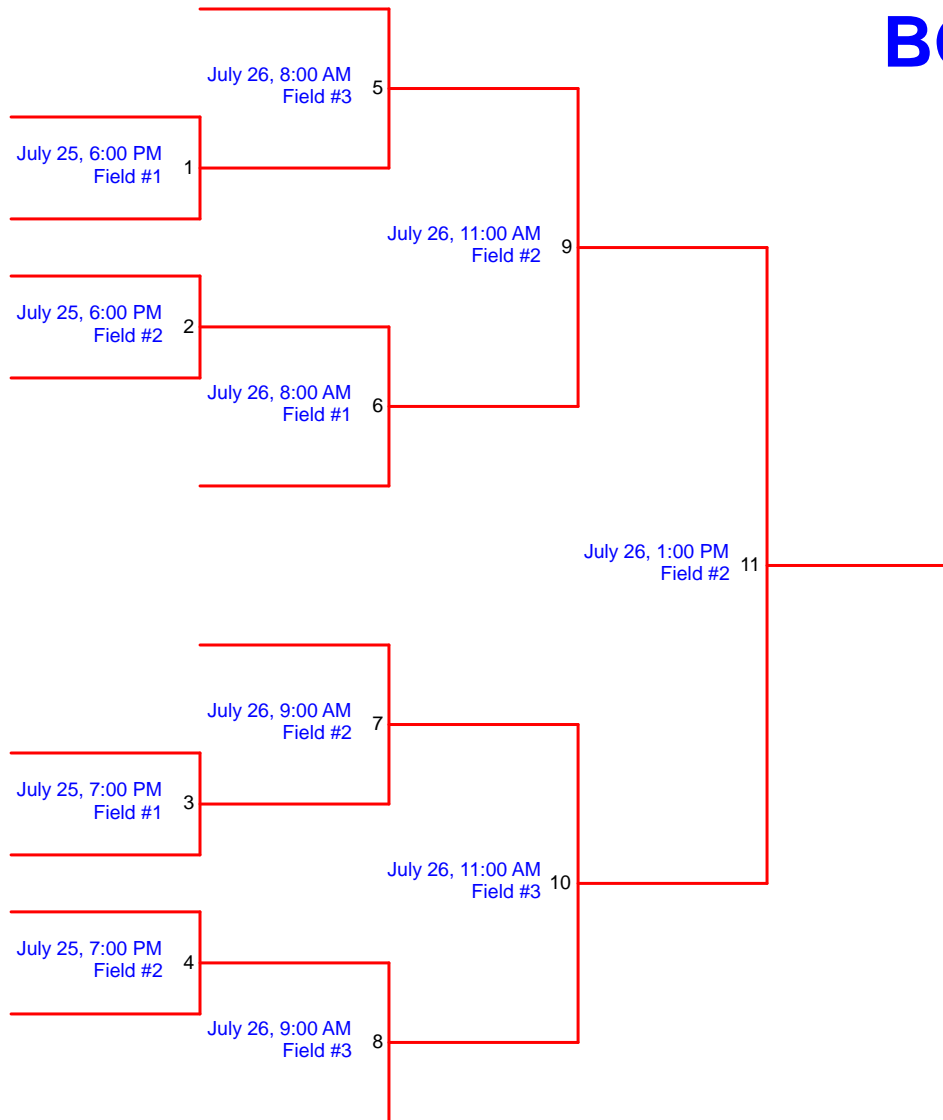 BO
July 26, 8:00 AM
Field #3
5
July 25, 6:00 PM
Field #1
1
July 26, 11:00 AM
Field #2
9
July 25, 6:00 PM
Field #2
2
July 26, 8:00 AM
Field #1
6
July 26, 1:00 PM
Field #2
11
July 26, 9:00 AM
Field #2
7
July 25, 7:00 PM
Field #1
3
July 26, 11:00 AM
Field #3
10
July 25, 7:00 PM
Field #2
4
July 26, 9:00 AM
Field #3
8